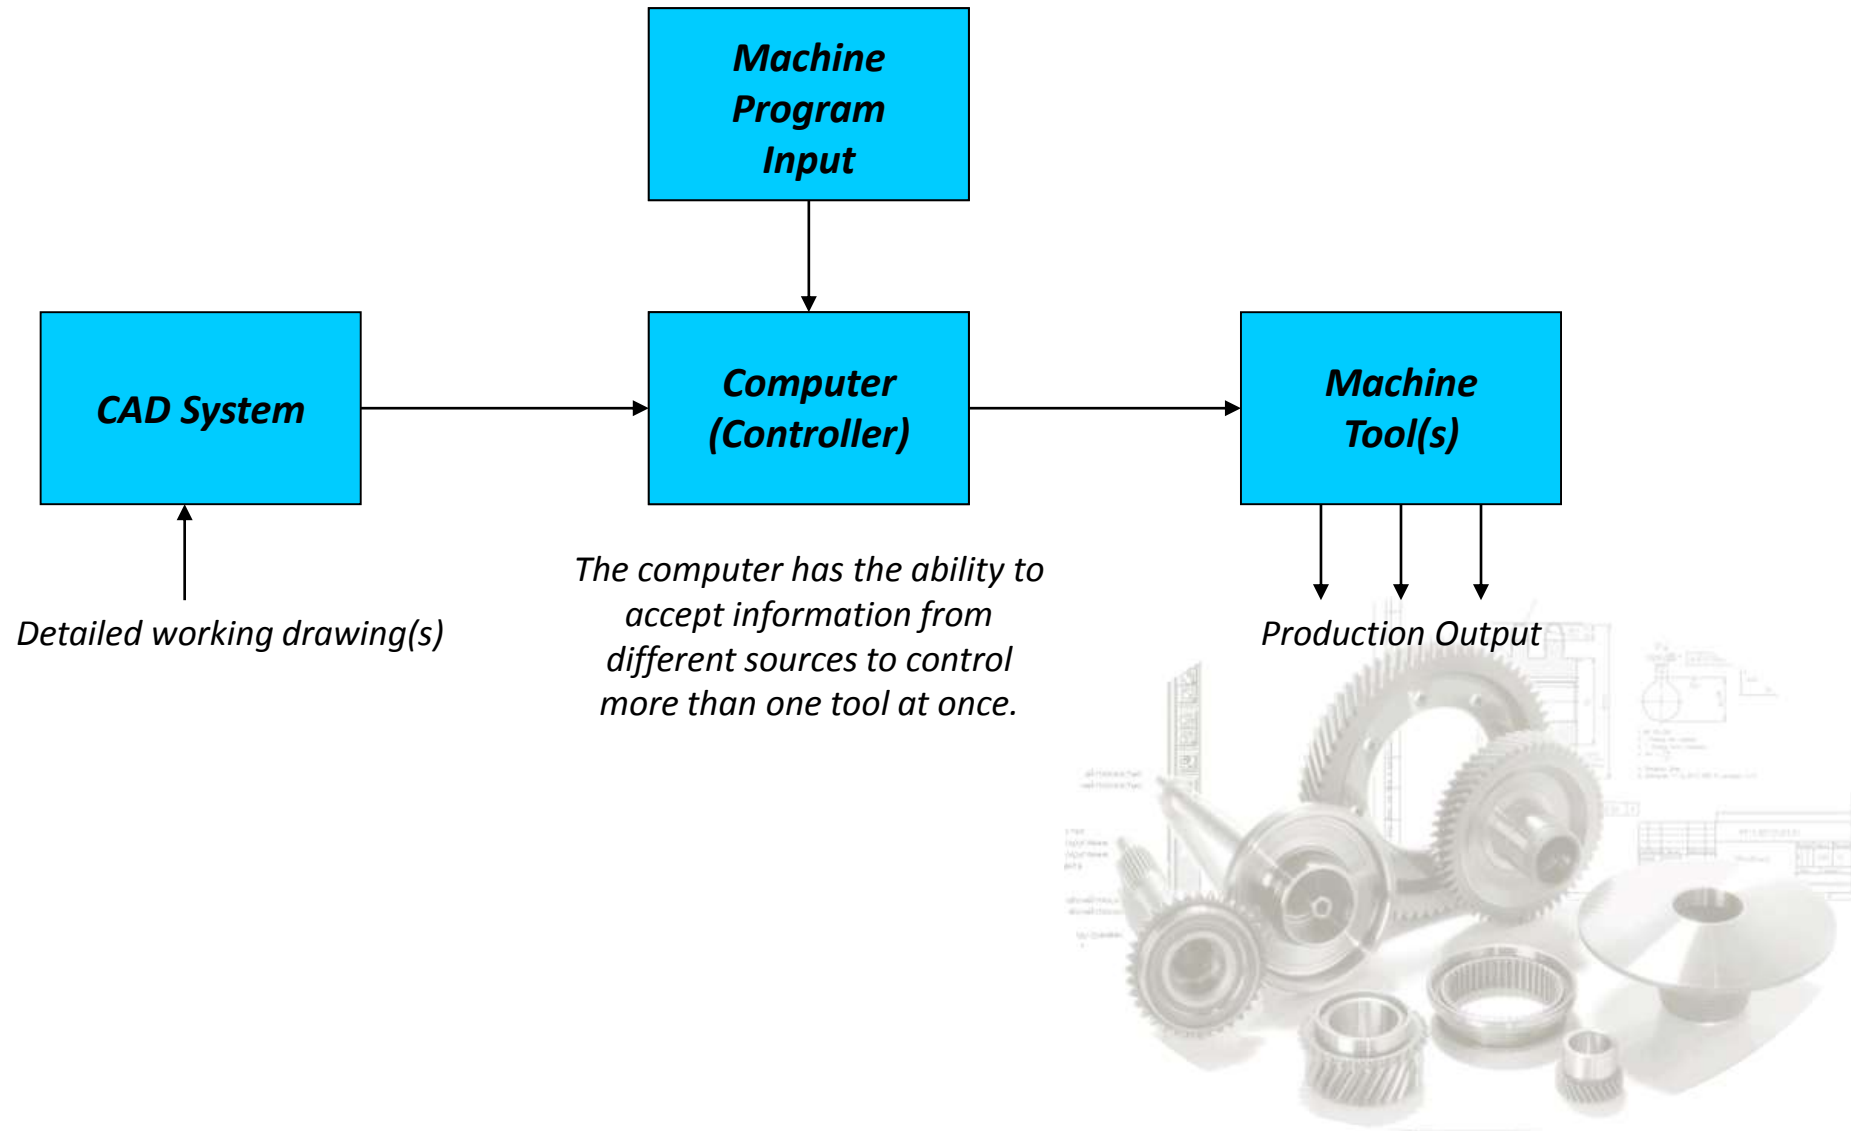 Machine
Program
Input
CAD System
Computer
(Controller)
Machine
Tool(s)
Detailed working drawing(s)
The computer has the ability to
accept information from
different sources to control
more than one tool at once.
Production Output